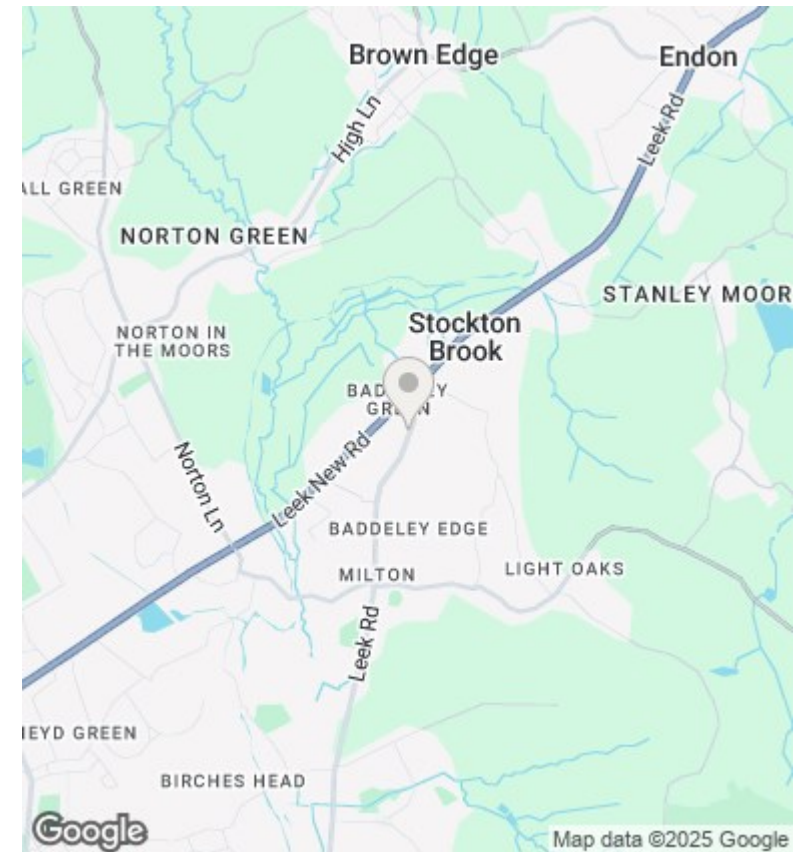 Brown Edge
Endon
High Ln
Leek Rd
ALL GREEN
NORTON GREEN
STANLEY MOOR
Stockton
Brook
NORTON IN
THE MOORS
BADDELEY
GREEN
Norton Ln
Leek New Rd
BADDELEY EDGE
LIGHT OAKS
MILTON
Leek Rd
EYD GREEN
BIRCHES HEAD
Google
Map data ©2025 Google